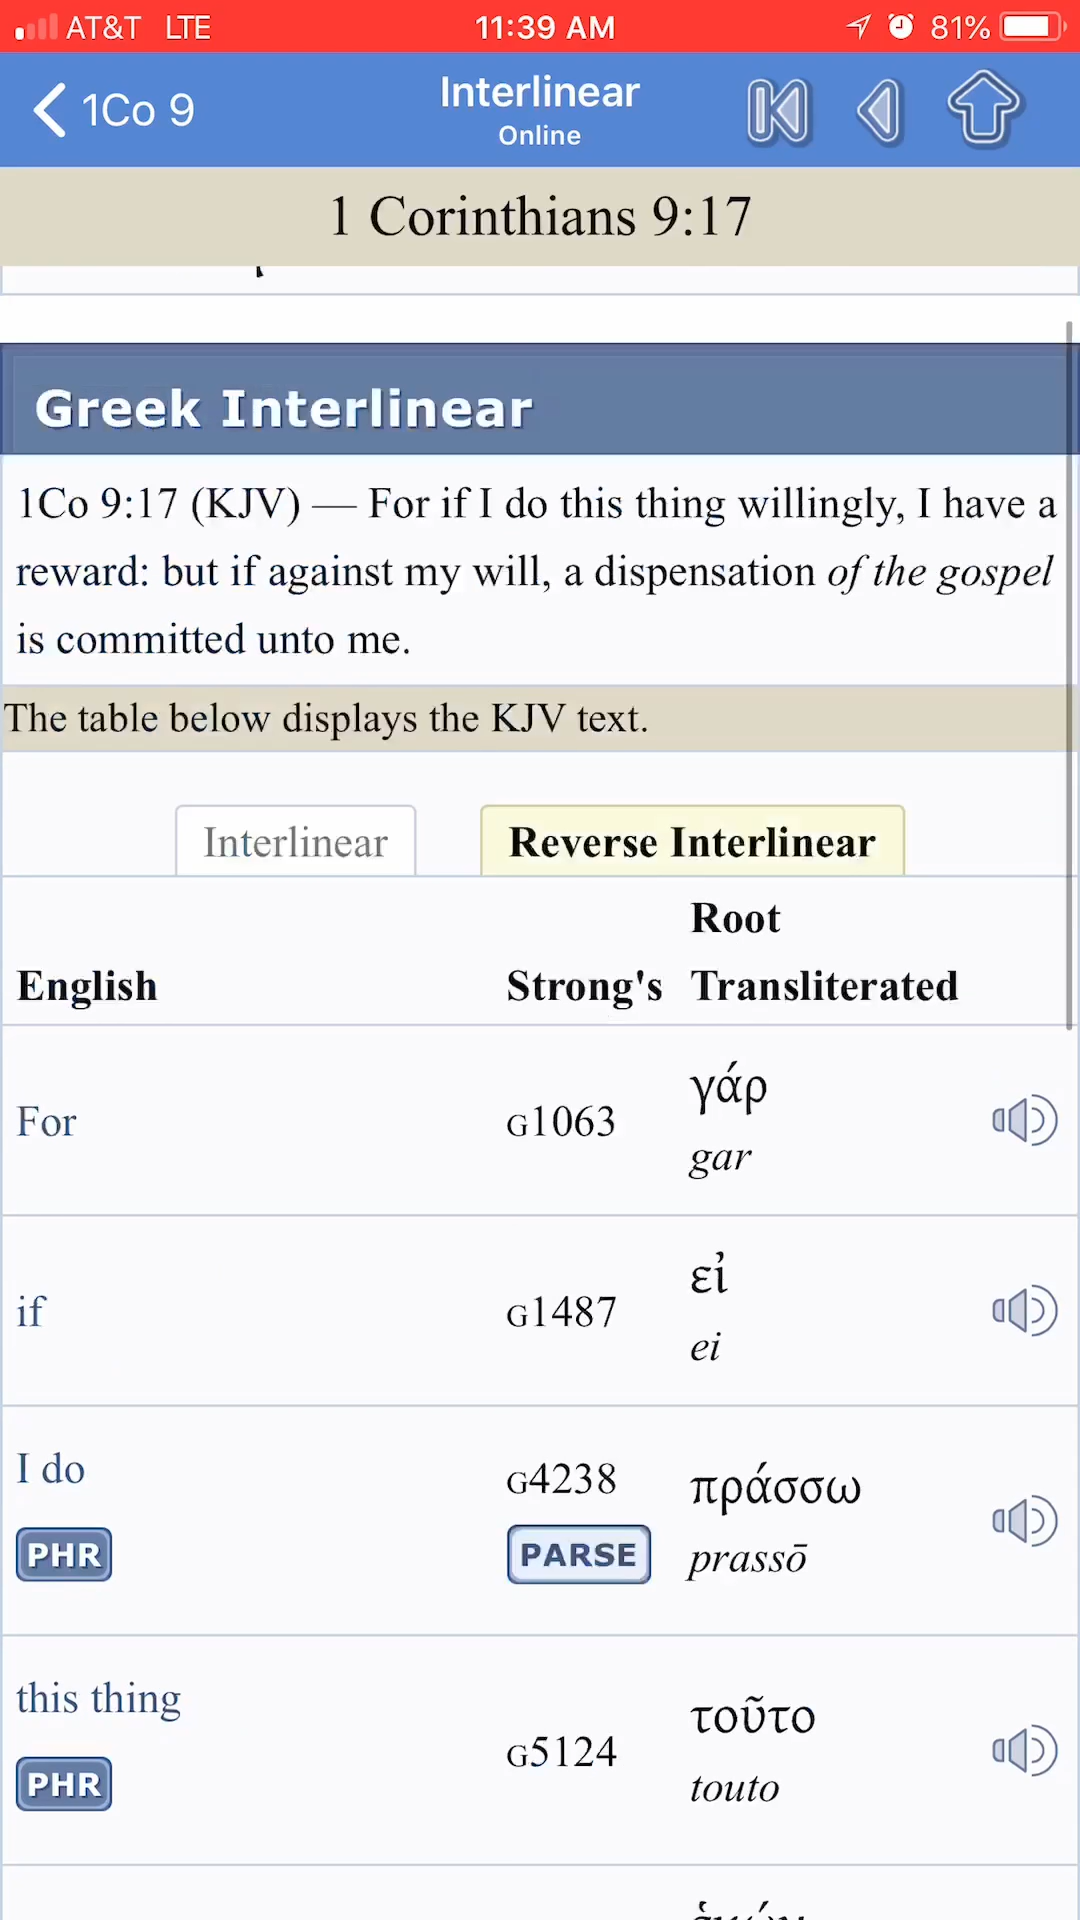 AT&T LTE 11:39 AM 81%
1Co 9
Interlinear
Online
1 Corinthians 9:17
Greek Interlinear
1Co 9:17 (KJV) — For if I do this thing willingly, I have a
reward: but if against my will, a dispensation of the gospel
is committed unto me.
The table below displays the KJV text.
Interlinear Reverse Interlinear
Root
English Strong's Transliterated
For G1063 γάρ
gar
if G1487 εἰ
ei
I do G4238 πράσσω
PHR PARSE prassō
this thing G5124 τοῦτο
PHR touto